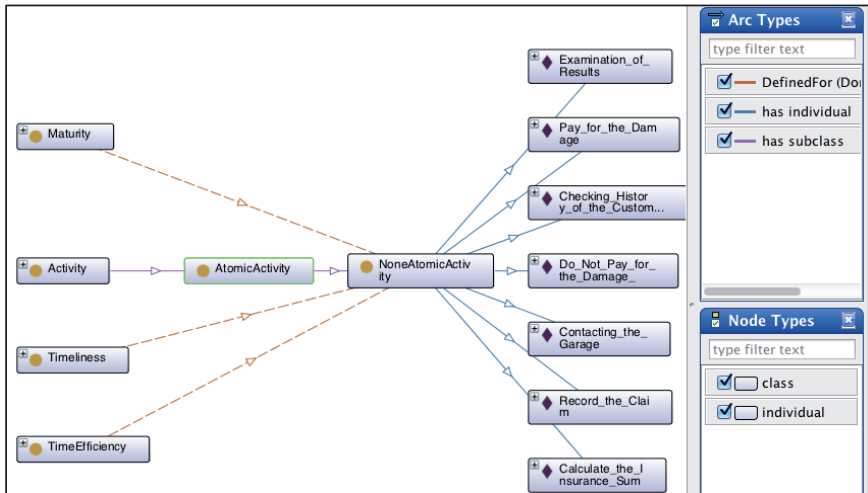 Maturity
Activity
AtomicActivity
Timeliness
TimeEfficiency
NoneAtomicActiv
ity
Examination_of_
Results
Pay_for_the_Dam
age
Checking_Histor
y_of_the_Custom...
Do_Not_Pay_for_
the_Damage_
Contacting_the_
Garage
Record_the_Clai
m
Calculate_the_I
nsurance_Sum
Arc Types
type filter text
DefinedFor (Do
has individual
has subclass
Node Types
type filter text
class
individual